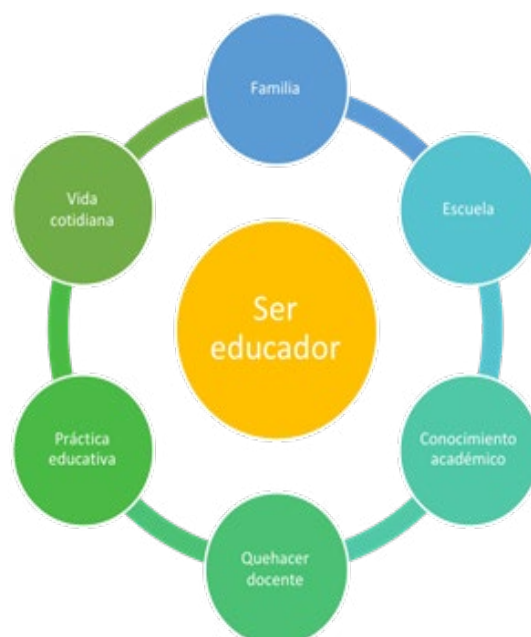 Familia
Escuela
Conocimiento
académico
Quehacer
docente
Práctica
educativa
Vida
cotidiana
Ser
educador